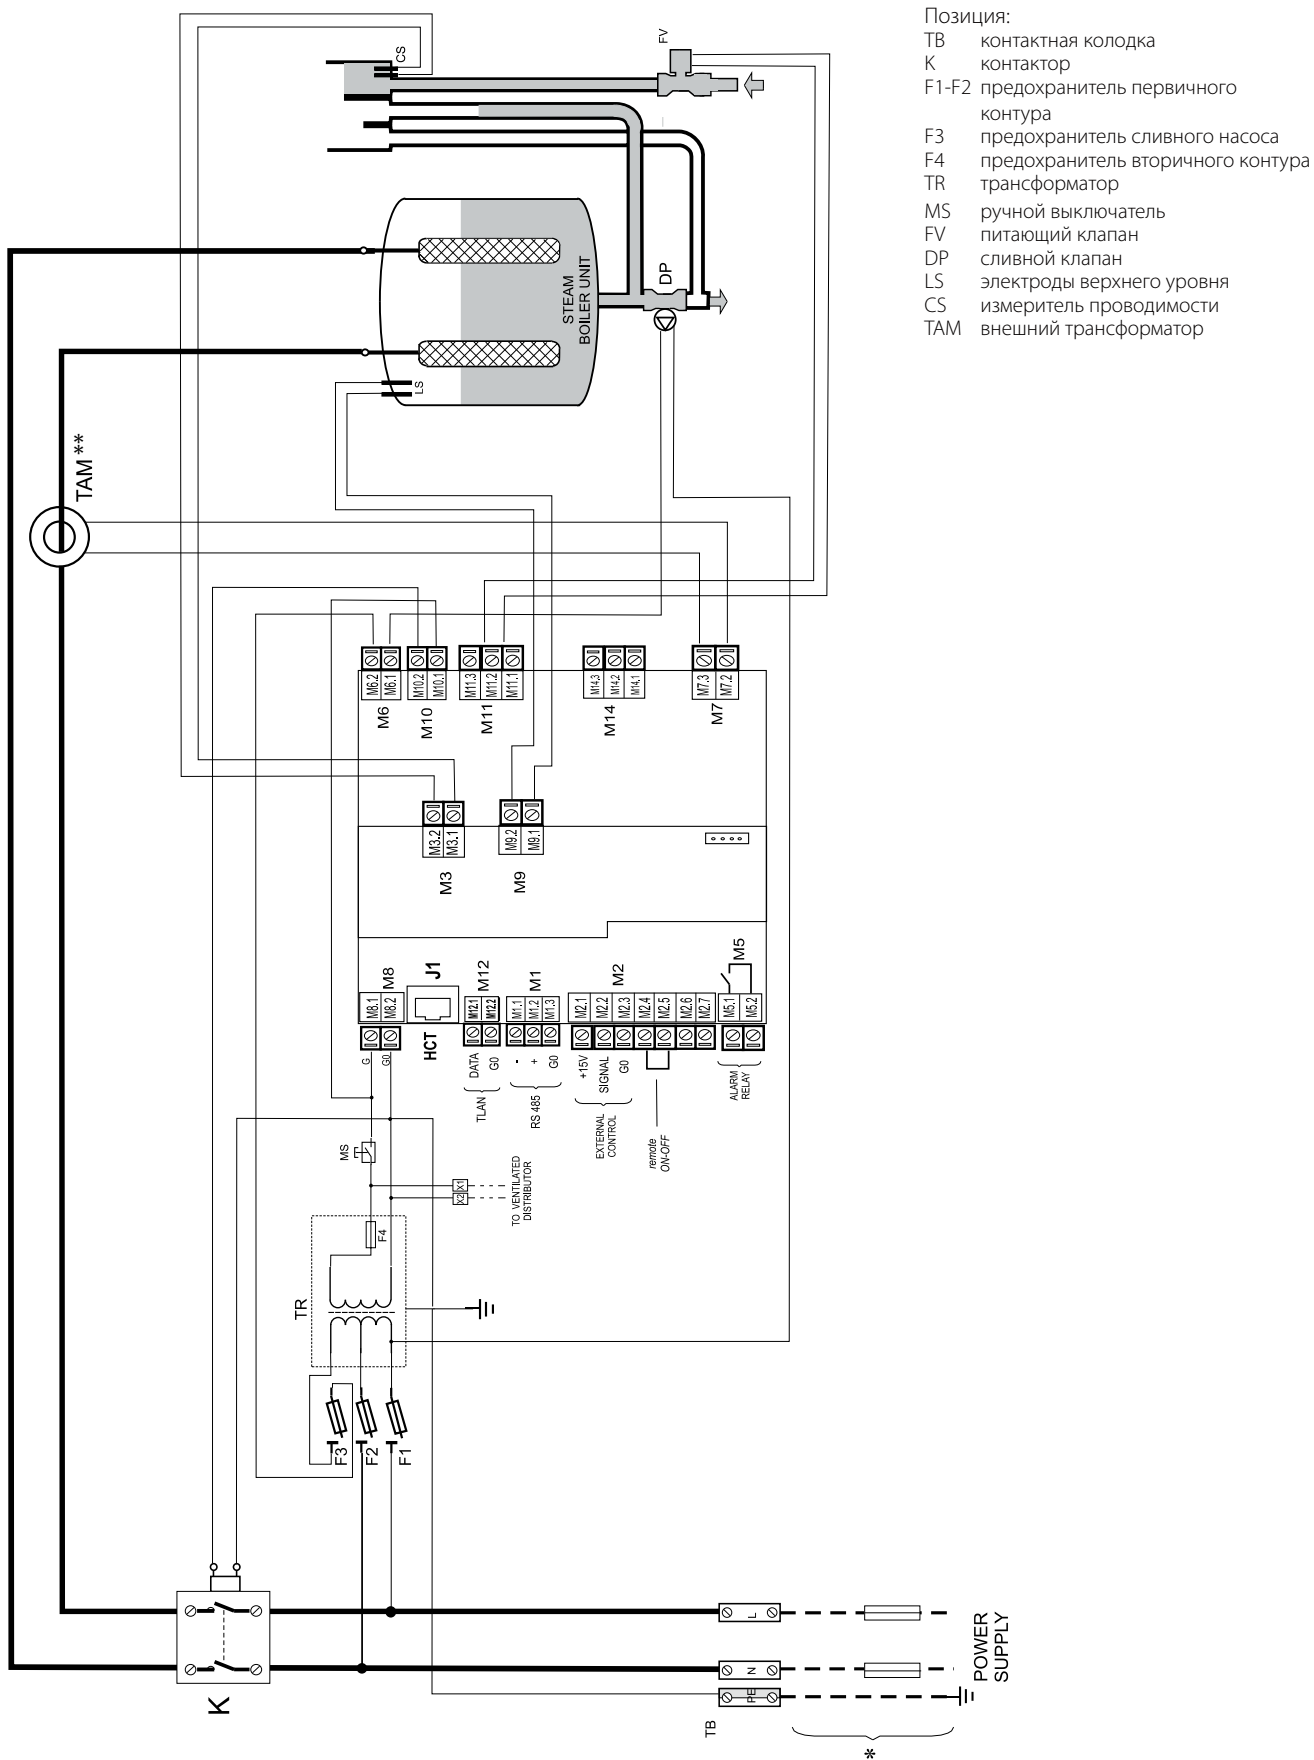 Позиция:
TB контактная колодка
K контактор
F1-F2 предохранитель первичного
контура
F3 предохранитель сливного насоса
F4 предохранитель вторичного контура
TR трансформатор
MS ручной выключатель
FV питающий клапан
DP сливной клапан
LS электроды верхнего уровня
CS измеритель проводимости
TAM внешний трансформатор
CS
FV
STEAM
BOILER UNIT
DP
LS
TAM **
M6.2
M6.1
M10.2
M10.1
M11.3
M11.2
M11.1
M14.3
M14.2
M14.1
M7.3
M7.2
M6
M10
M11
M14
M7
M3.2
M3.1
M9.2
M9.1
M3
M9
M8
J1
M12
M1
M2
M5
M8.1
M8.2
M12.1
M12.2
M1.1
M1.2
M1.3
M2.1
M2.2
M2.3
M2.4
M2.5
M2.6
M2.7
M5.1
M5.2
G
G0
HCT
DATA
G0
TLAN
-
+
G0
RS 485
+15V
SIGNAL
G0
EXTERNAL
CONTROL
remote
ON-OFF
ALARM
RELAY
MS
X1
X2
TO VENTILATED
DISTRIBUTOR
F4
TR
F3
F2
F1
K
L
N
PE
TB
POWER
SUPPLY
*